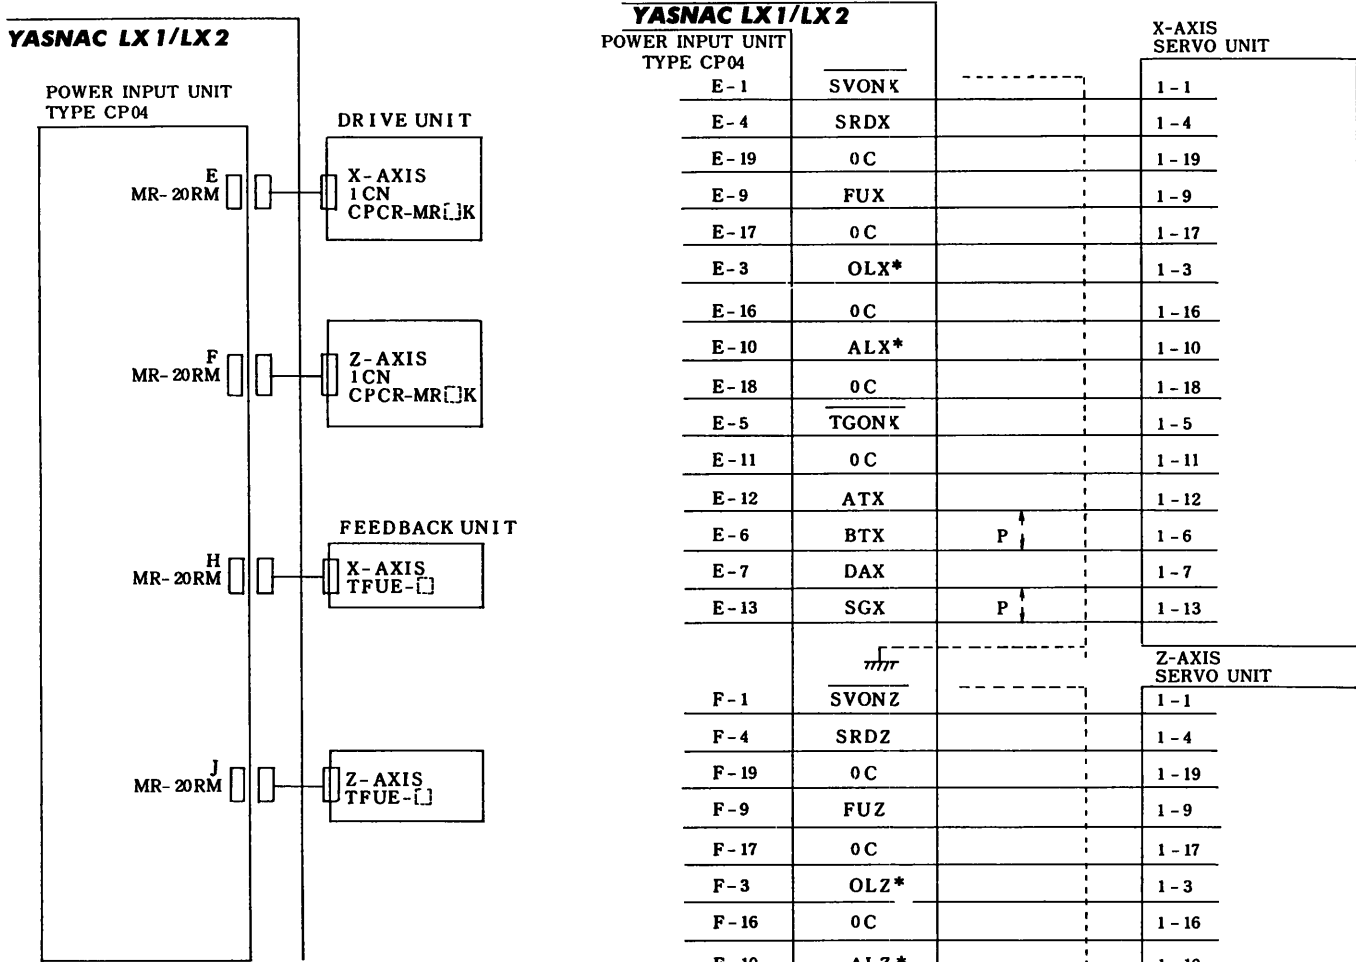 YASNAC LX1/LX2
POWER INPUT UNIT
TYPE CP04
E
MR-20RM
DRIVE UNIT
X-AXIS
1CN
CPCR-MR[]K
F
MR-20RM
Z-AXIS
1CN
CPCR-MR[]K
FEEDBACK UNIT
H
MR-20RM
X-AXIS
TFUE-[]
J
MR-20RM
Z-AXIS
TFUE-[]
YASNAC LX1/LX2
POWER INPUT UNIT
TYPE CP04
X-AXIS
SERVO UNIT
E-1 SVONX 1-1
E-4 SRDX 1-4
E-19 0C 1-19
E-9 FUX 1-9
E-17 0C 1-17
E-3 OLX* 1-3
E-16 0C 1-16
E-10 ALX* 1-10
E-18 0C 1-18
E-5 TGONX 1-5
E-11 0C 1-11
E-12 ATX 1-12
E-6 BTX P 1-6
E-7 DAX 1-7
E-13 SGX P 1-13
Z-AXIS
SERVO UNIT
F-1 SVONZ 1-1
F-4 SRDZ 1-4
F-19 0C 1-19
F-9 FUZ 1-9
F-17 0C 1-17
F-3 OLZ* 1-3
F-16 0C 1-16
ALZ*